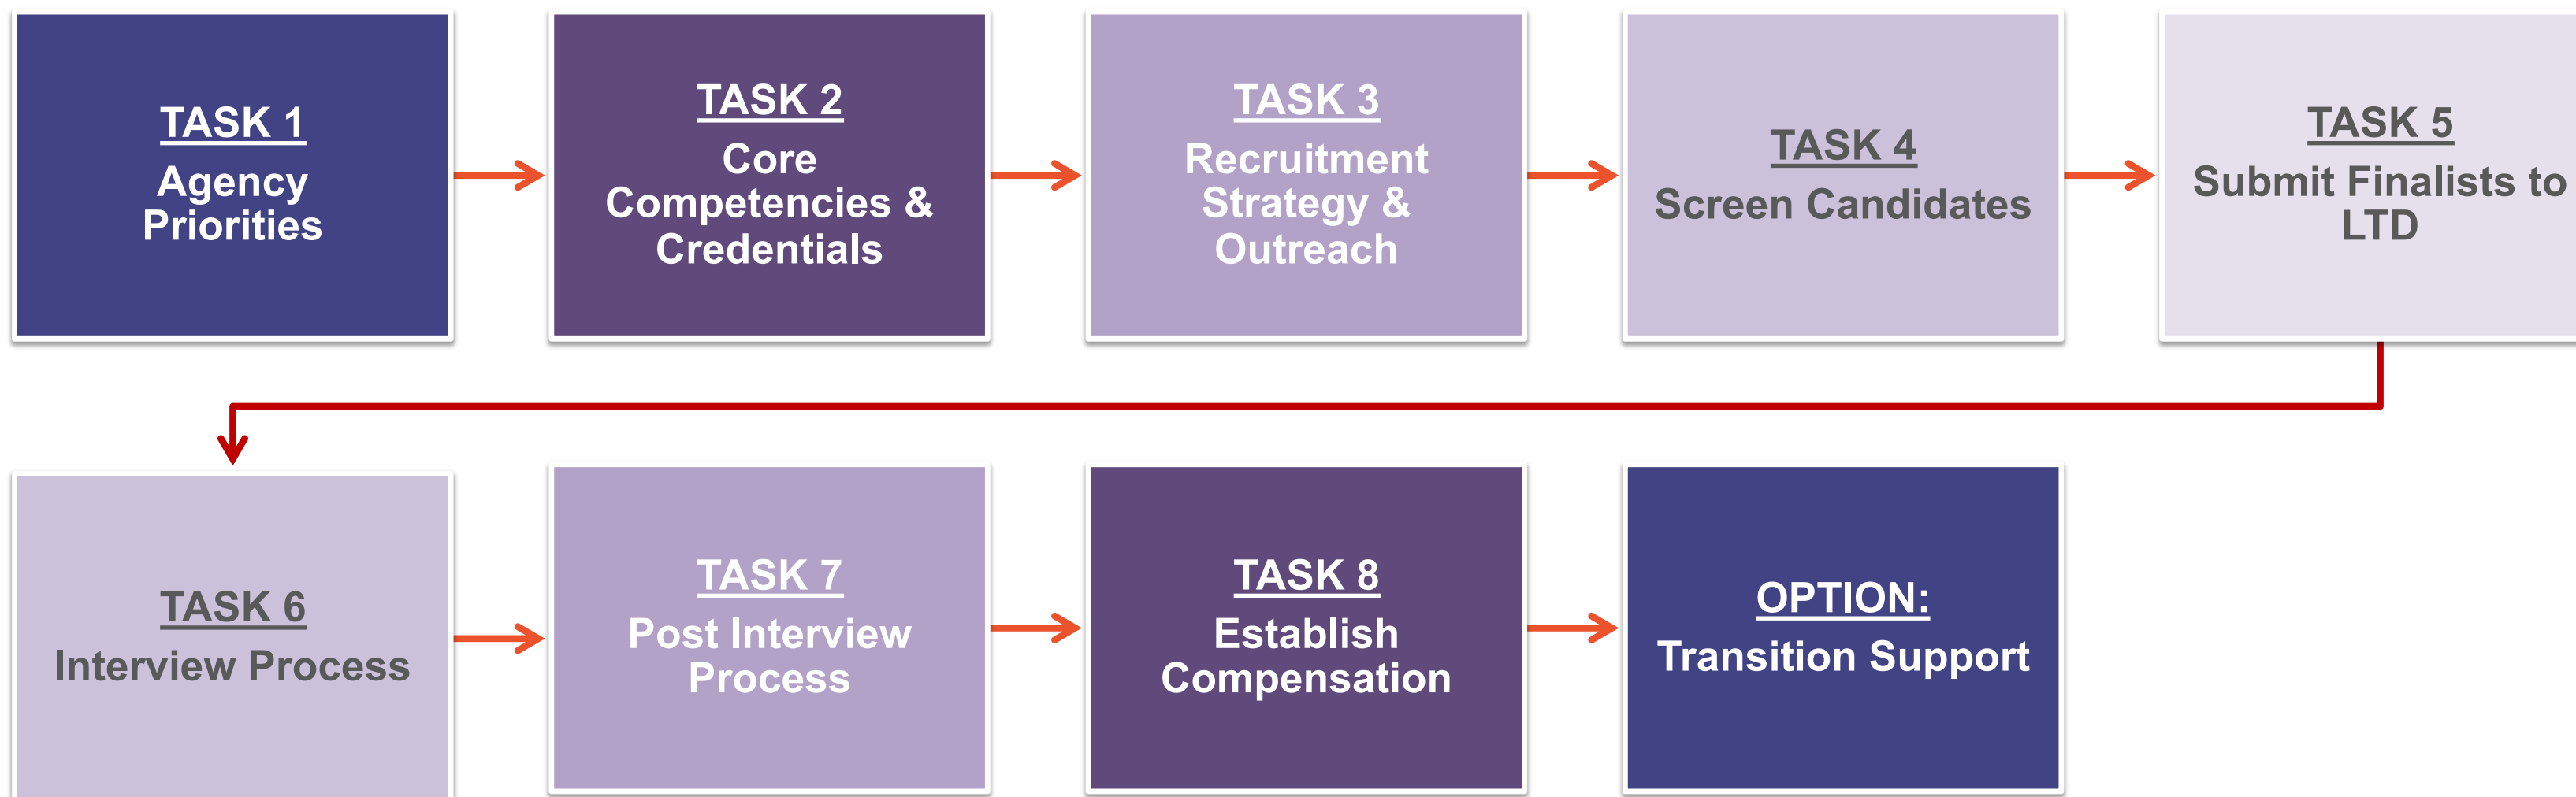 TASK 1
Agency
Priorities
TASK 2
Core
Competencies &
Credentials
TASK 3
Recruitment
Strategy &
Outreach
TASK 4
Screen Candidates
TASK 5
Submit Finalists to
LTD
TASK 6
Interview Process
TASK 7
Post Interview
Process
TASK 8
Establish
Compensation
OPTION:
Transition Support